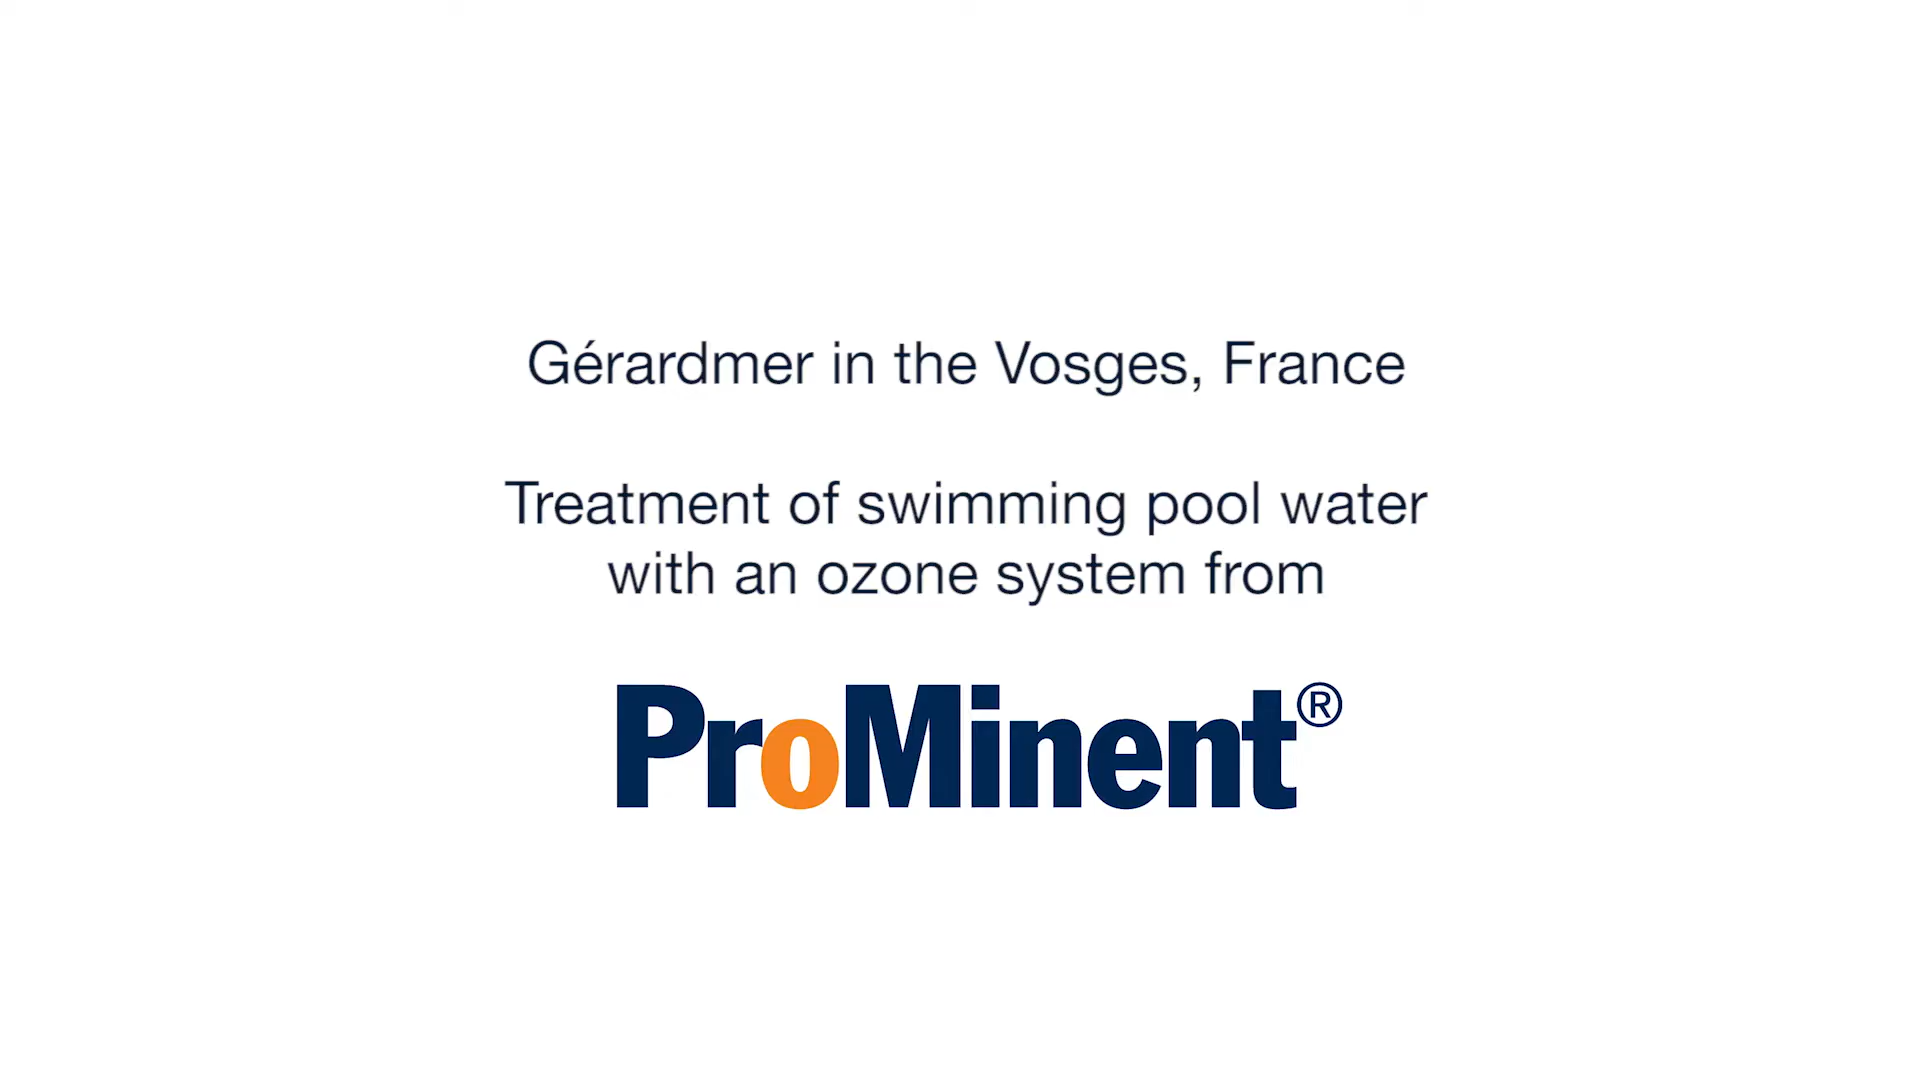 Gérardmer in the Vosges, France
Treatment of swimming pool water
with an ozone system from
ProMinent®